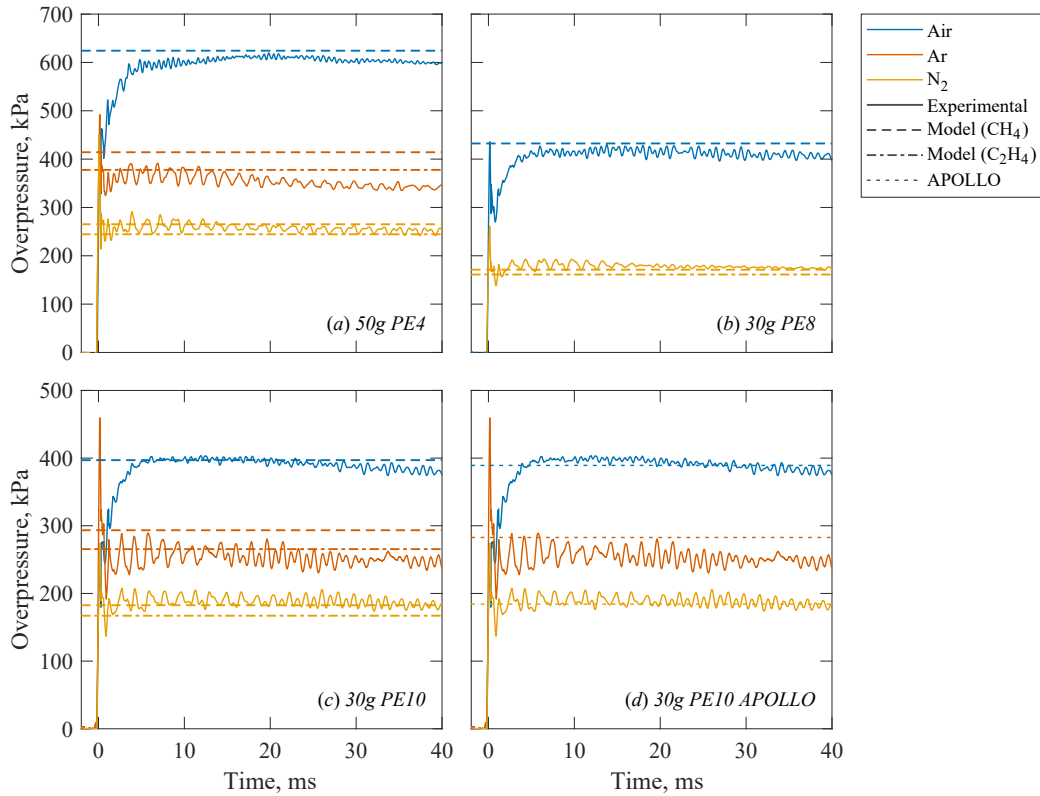 700
600
500
400
300
200
100
0
Overpressure, kPa
(a) 50g PE4
(b) 30g PE8
Air
Ar
N2
Experimental
Model (CH4)
Model (C2H4)
APOLLO
500
400
300
200
100
0
Overpressure, kPa
(c) 30g PE10
(d) 30g PE10 APOLLO
0 10 20 30 40
0 10 20 30 40
Time, ms
Time, ms